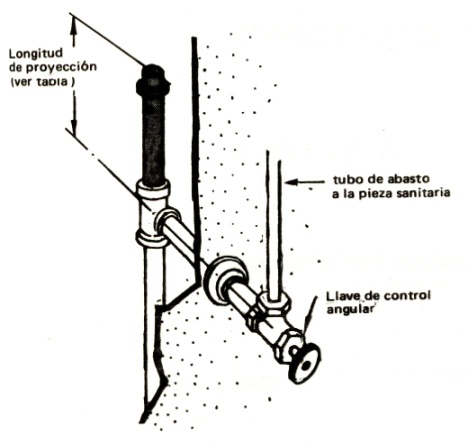 Longitud
de proyección
(ver tabla)
tubo de abasto
a la pieza sanitaria
Llave de control
angular